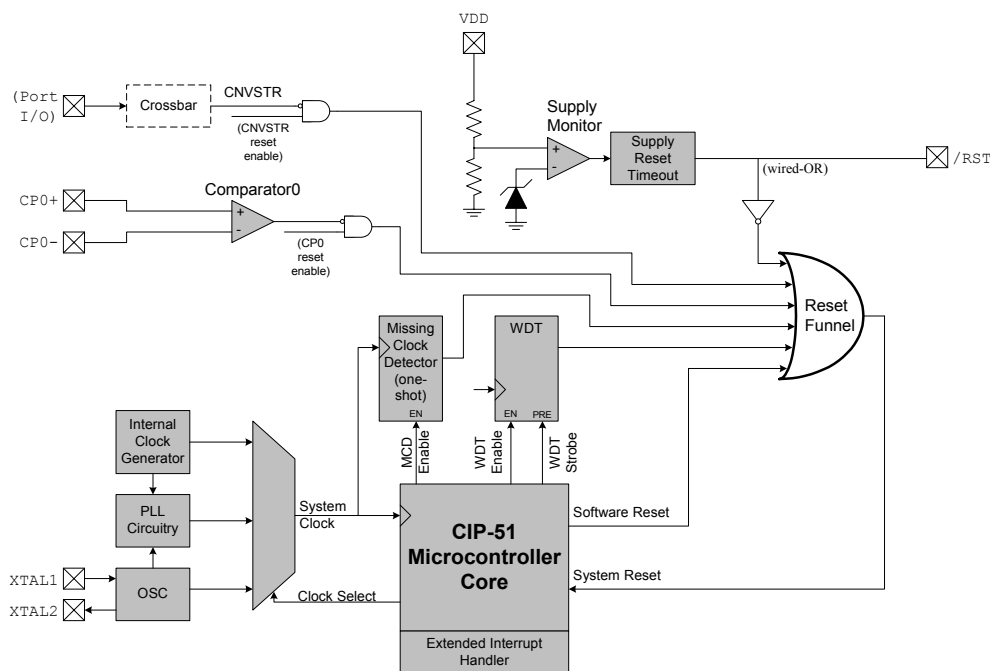 VDD
(Port
I/O)
Crossbar
CNVSTR
(CNVSTR
reset
enable)
Supply
Monitor
+
-
Supply
Reset
Timeout
(wired-OR)
/RST
CP0+
CP0-
Comparator0
+
-
(CP0
reset
enable)
Reset
Funnel
Missing
Clock
Detector
(one-
shot)
EN
WDT
EN
PRE
MCD
Enable
WDT
Enable
WDT
Strobe
Internal
Clock
Generator
PLL
Circuitry
OSC
XTAL1
XTAL2
System
Clock
Clock Select
CIP-51
Microcontroller
Core
Software Reset
System Reset
Extended Interrupt
Handler